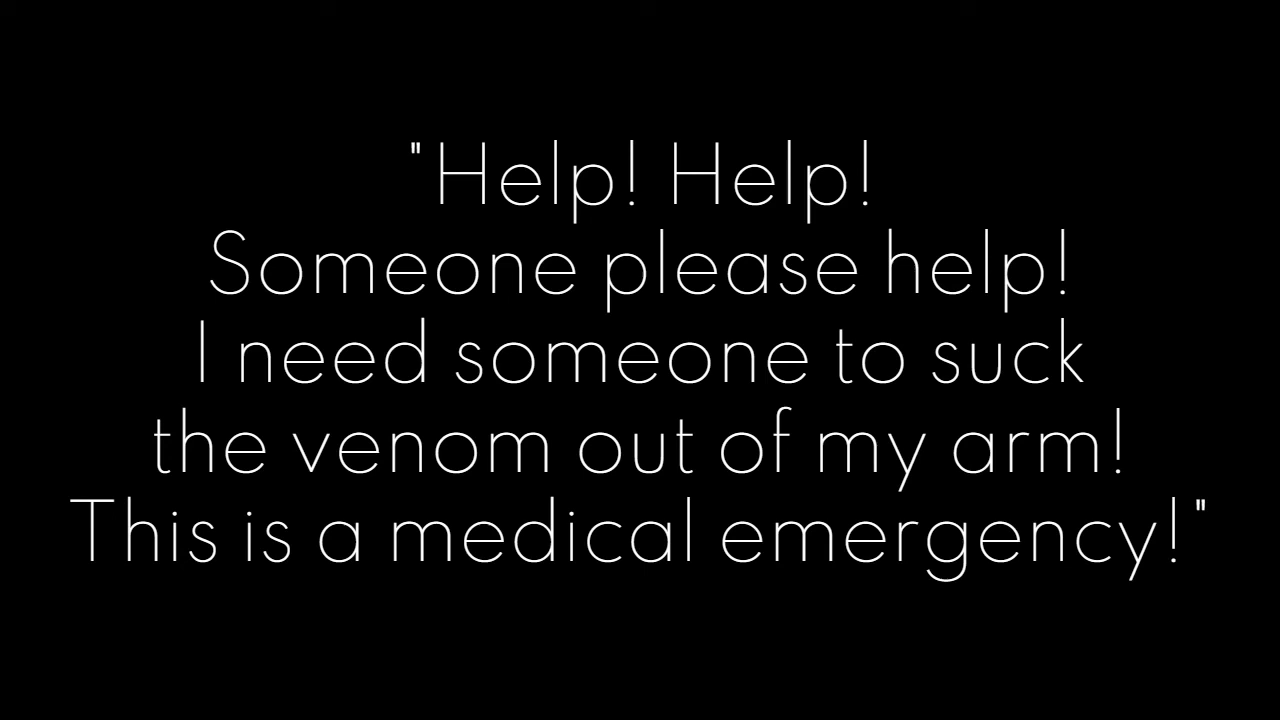 "Help! Help!
Someone please help!
I need someone to suck
the venom out of my arm!
This is a medical emergency!"